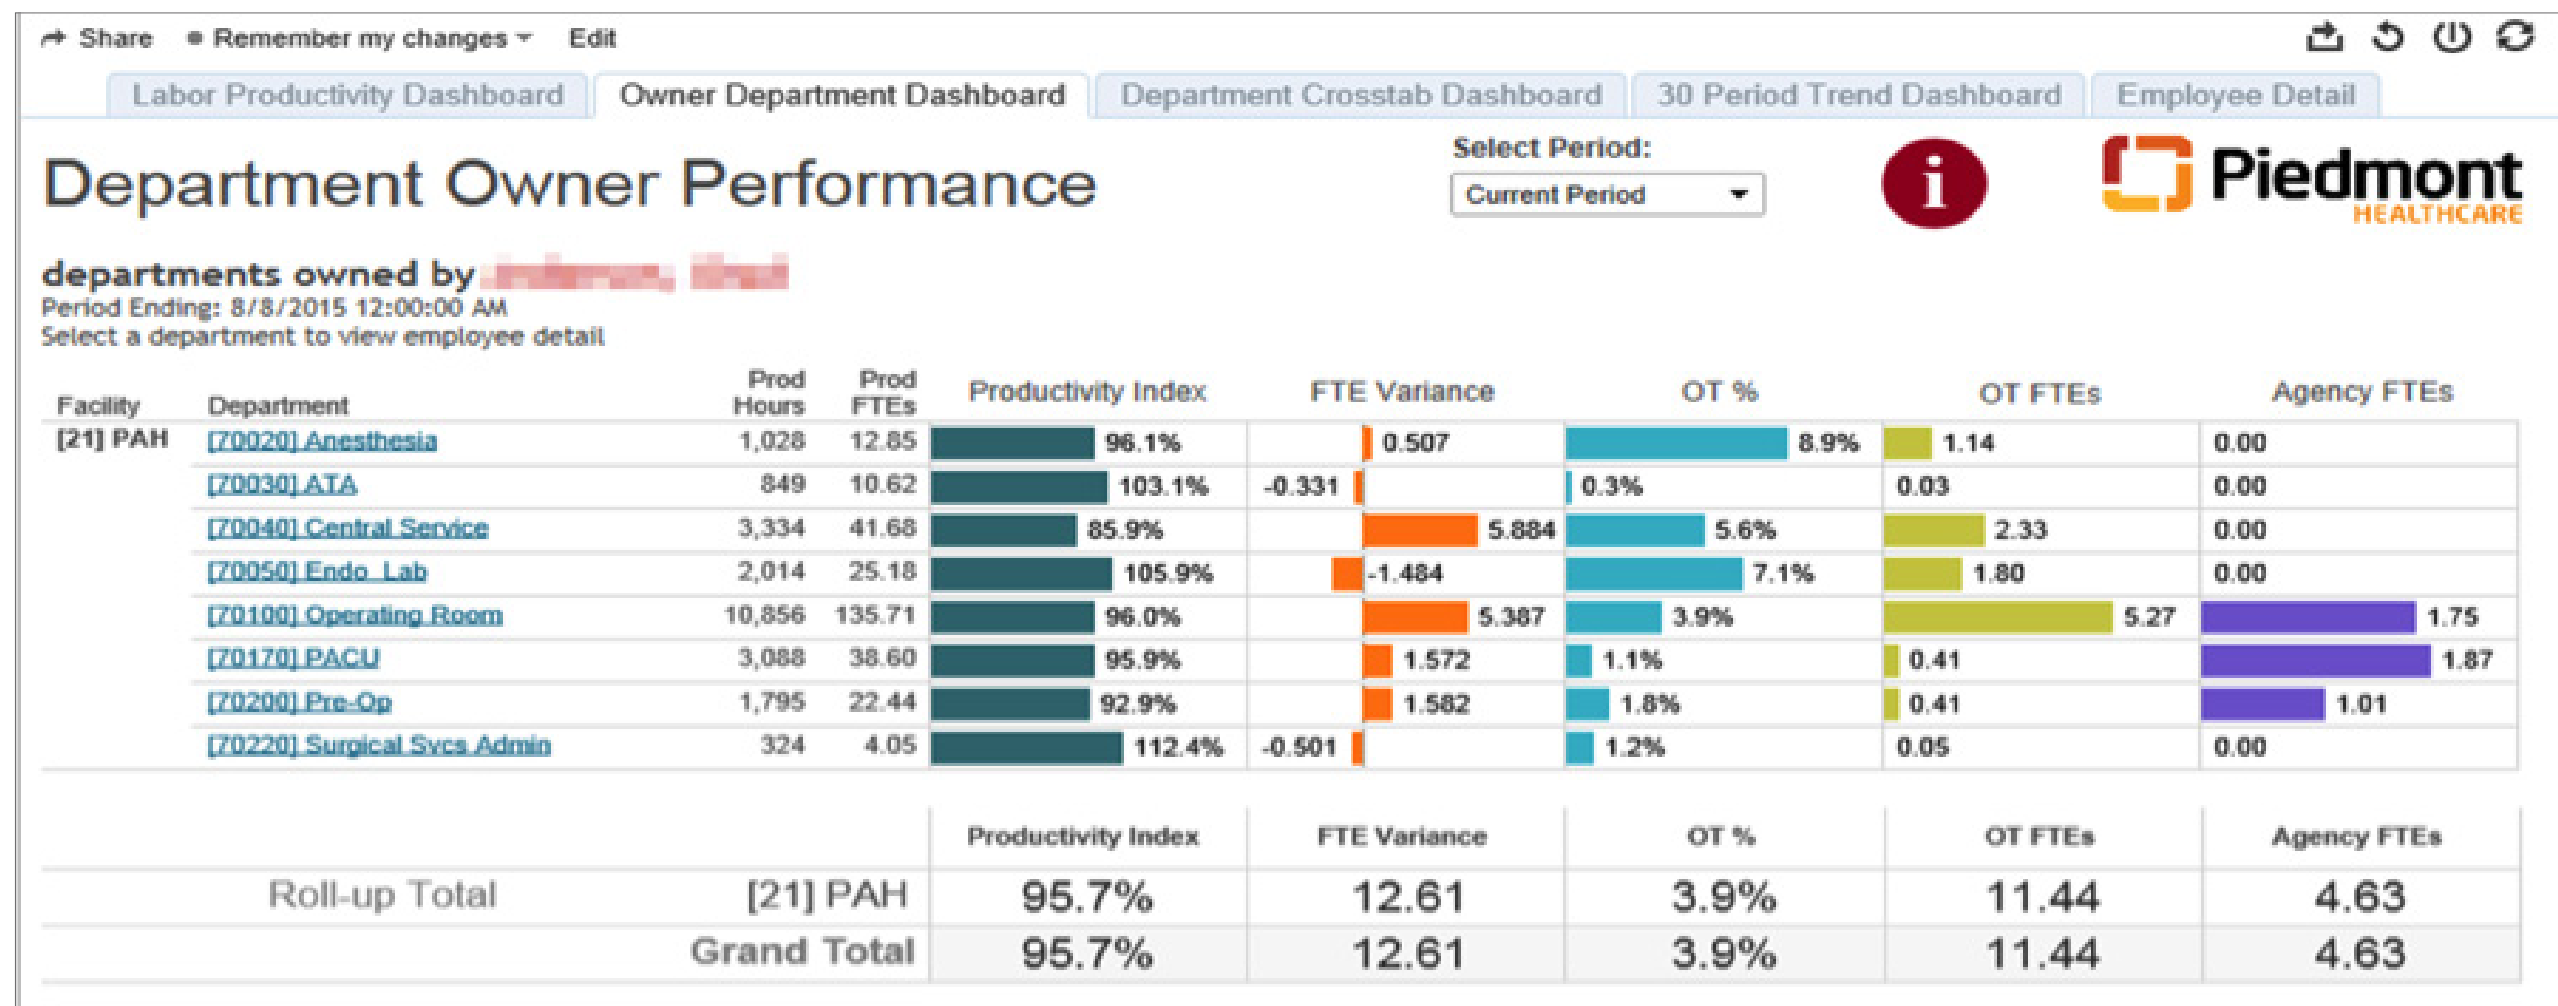 Share Remember my changes Edit
Labor Productivity Dashboard Owner Department Dashboard Department Crosstab Dashboard 30 Period Trend Dashboard Employee Detail
Select Period:
Department Owner Performance Current Period i Piedmont
HEALTHCARE
departments owned by
Period Ending: 8/8/2015 12:00:00 AM
Select a department to view employee detail
Facility Department Prod Hours Prod FTEs Productivity Index FTE Variance OT % OT FTEs Agency FTEs
[21] PAH [70020] Anesthesia 1,028 12.85 96.1% 0.507 8.9% 1.14 0.00
[70030] ATA 849 10.62 103.1% -0.331 0.3% 0.03 0.00
[70040] Central Service 3,334 41.68 85.9% 5.884 5.6% 2.33 0.00
[70050] Endo Lab 2,014 25.18 105.9% -1.484 7.1% 1.80 0.00
[70100] Operating Room 10,856 135.71 96.0% 5.387 3.9% 5.27 1.75
[70170] PACU 3,088 38.60 95.9% 1.572 1.1% 0.41 1.87
[70200] Pre-Op 1,795 22.44 92.9% 1.582 1.8% 0.41 1.01
[70220] Surgical Svcs Admin 324 4.05 112.4% -0.501 1.2% 0.05 0.00
Productivity Index FTE Variance OT % OT FTEs Agency FTEs
Roll-up Total [21] PAH 95.7% 12.61 3.9% 11.44 4.63
Grand Total 95.7% 12.61 3.9% 11.44 4.63